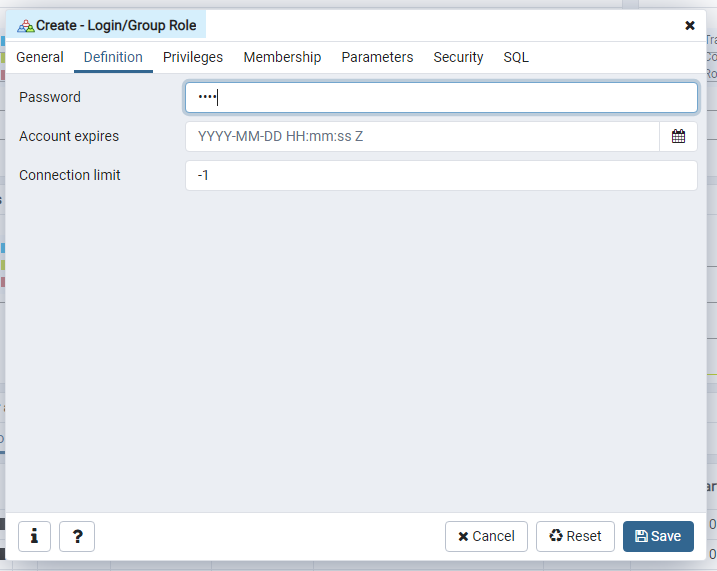 Create - Login/Group Role
General Definition Privileges Membership Parameters Security SQL
Password ••••
Account expires YYYY-MM-DD HH:mm:ss Z
Connection limit -1
i ? Cancel Reset Save